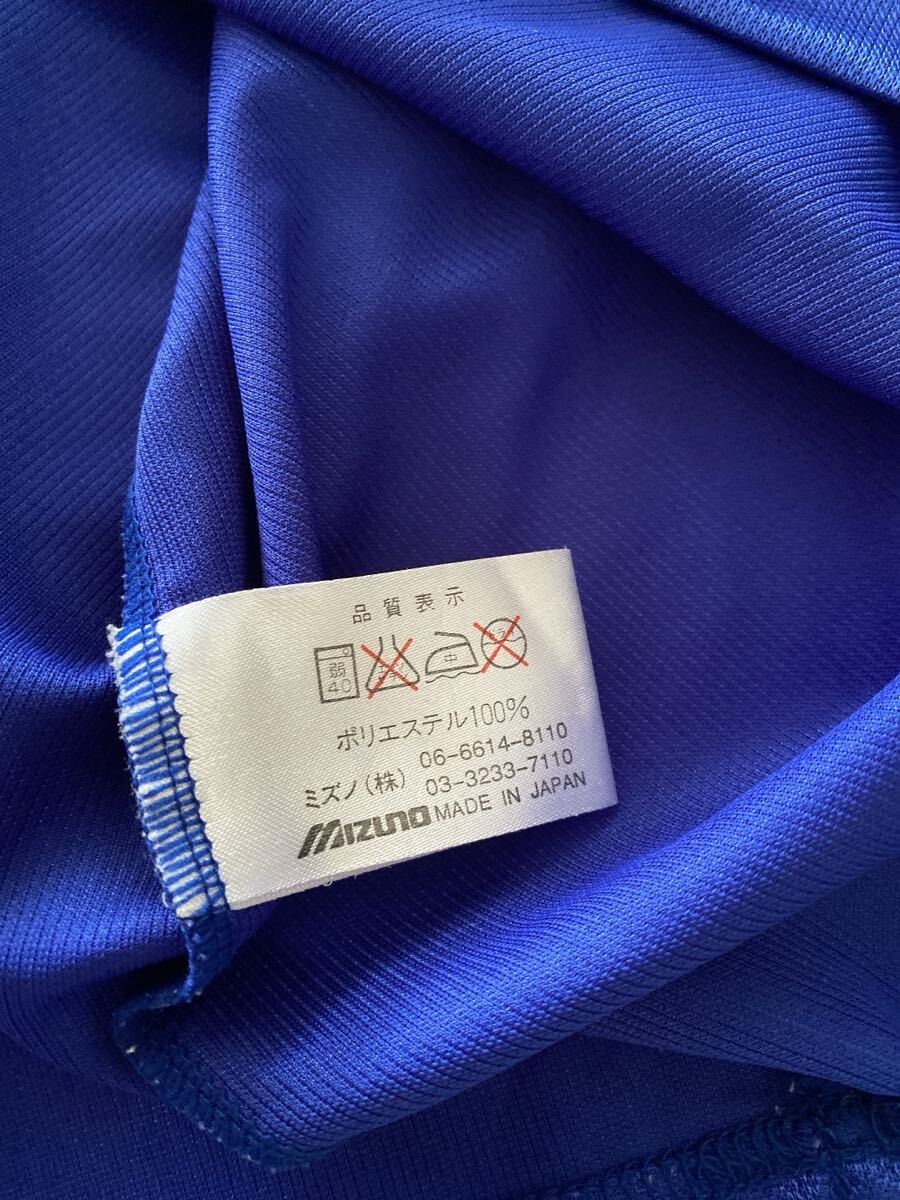 品質表示
弱 40 中
ポリエステル100%
06-6614-8110
ミズノ(株) 03-3233-7110
MIZUNO MADE IN JAPAN